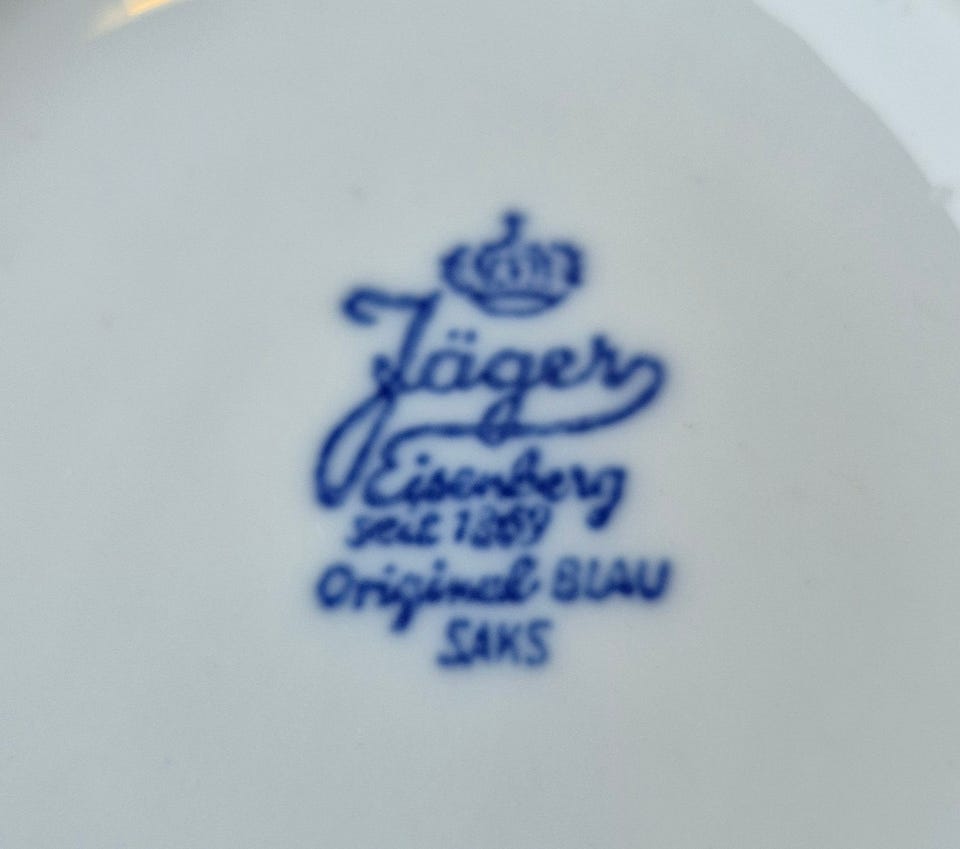 Jäger
Eisenberg
seit 1869
Original BLAU
SAKS